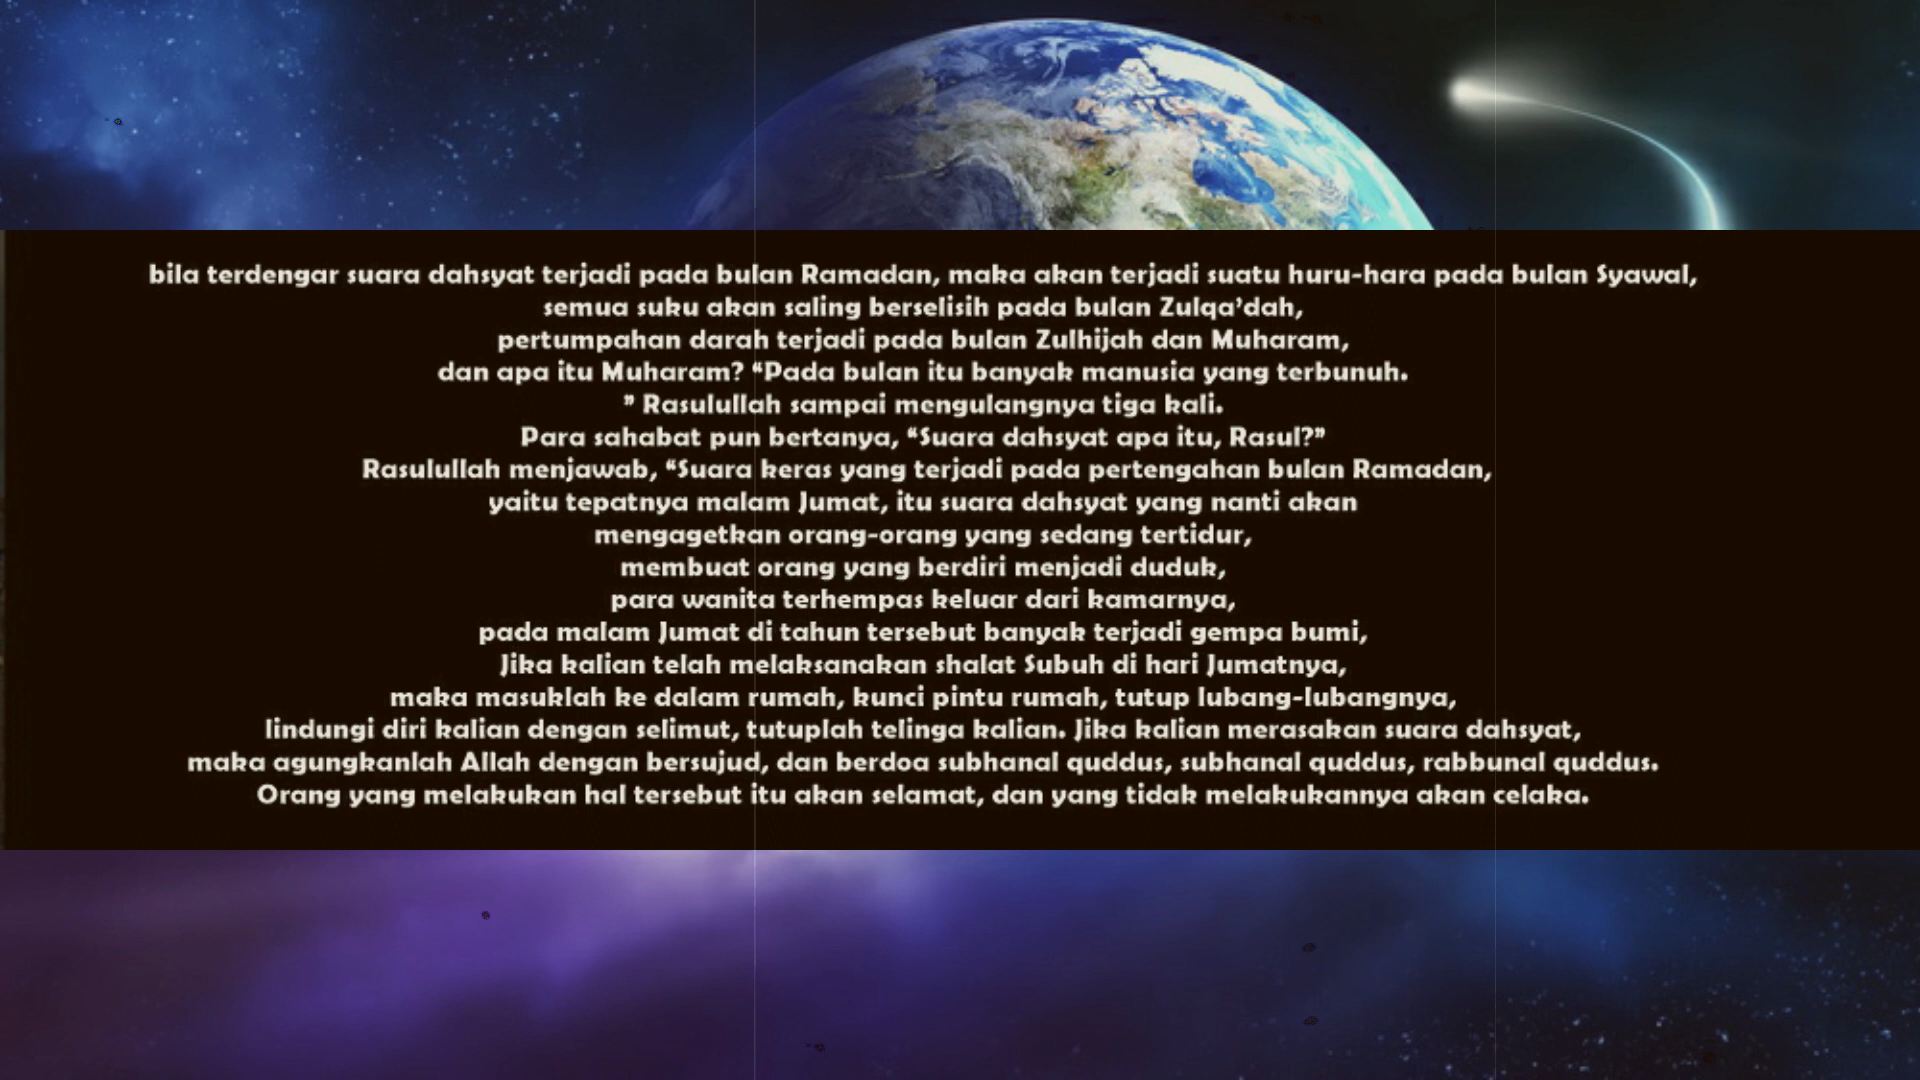 bila terdengar suara dahsyat terjadi pada bulan Ramadan, maka akan terjadi suatu huru-hara pada bulan Syawal,
semua suku akan saling berselisih pada bulan Zulqa’dah,
pertumpahan darah terjadi pada bulan Zulhijah dan Muharam,
dan apa itu Muharam? “Pada bulan itu banyak manusia yang terbunuh.
” Rasulullah sampai mengulangnya tiga kali.
Para sahabat pun bertanya, “Suara dahsyat apa itu, Rasul?”
Rasulullah menjawab, “Suara keras yang terjadi pada pertengahan bulan Ramadan,
yaitu tepatnya malam Jumat, itu suara dahsyat yang nanti akan
mengagetkan orang-orang yang sedang tertidur,
membuat orang yang berdiri menjadi duduk,
para wanita terhempas keluar dari kamarnya,
pada malam Jumat di tahun tersebut banyak terjadi gempa bumi,
Jika kalian telah melaksanakan shalat Subuh di hari Jumatnya,
maka masuklah ke dalam rumah, kunci pintu rumah, tutup lubang-lubangnya,
lindungi diri kalian dengan selimut, tutuplah telinga kalian. Jika kalian merasakan suara dahsyat,
maka agungkanlah Allah dengan bersujud, dan berdoa subhanal quddus, subhanal quddus, rabbunal quddus.
Orang yang melakukan hal tersebut itu akan selamat, dan yang tidak melakukannya akan celaka.